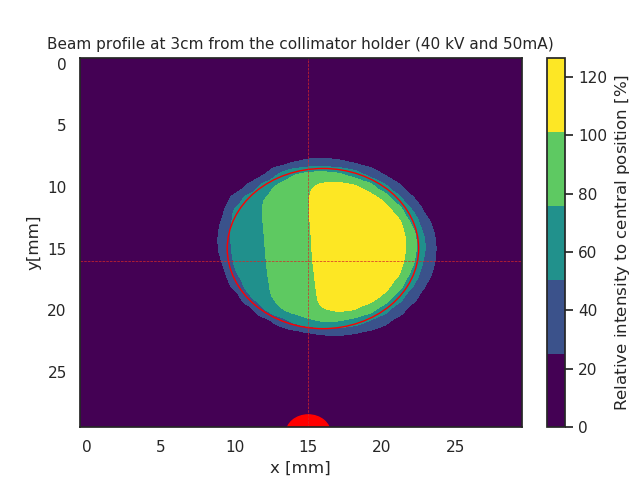 Beam profile at 3cm from the collimator holder (40 kV and 50mA)
0
5
10
15
20
25
y[mm]
0 5 10 15 20 25
x [mm]
120
100
80
60
40
20
0
Relative intensity to central position [%]